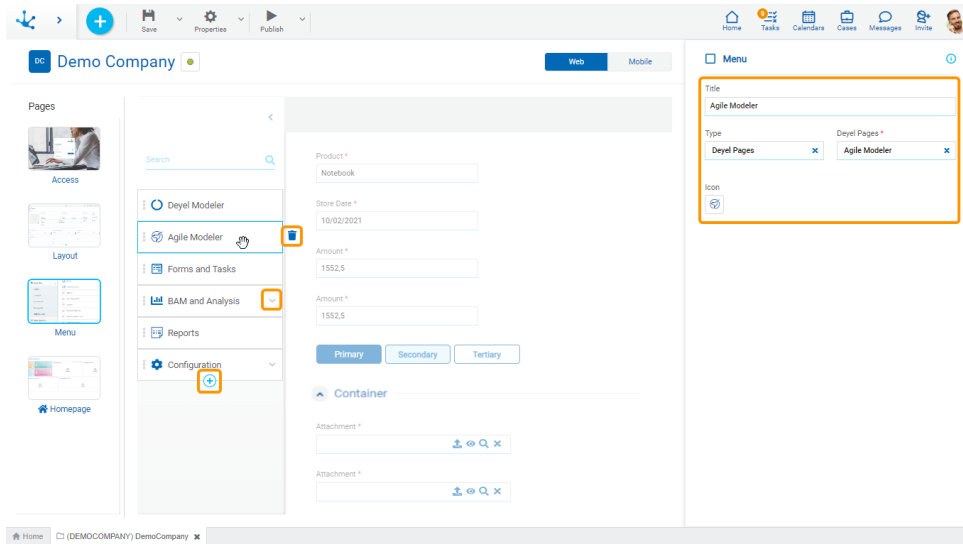 Save
Properties
Publish
Home
9
Tasks
Calendars
Cases
Messages
Invite
DC
Demo Company
Web
Mobile
Pages
Access
Layout
Menu
Homepage
Search
Deyel Modeler
Agile Modeler
Forms and Tasks
BAM and Analysis
Reports
Configuration
Product *
Notebook
Store Date *
10/02/2021
Amount *
1552,5
Amount *
1552,5
Primary
Secondary
Tertiary
Container
Attachment *
Attachment *
Menu
Title
Agile Modeler
Type
Deyel Pages *
Deyel Pages
Agile Modeler
Icon
Home
(DEMOCOMPANY) DemoCompany